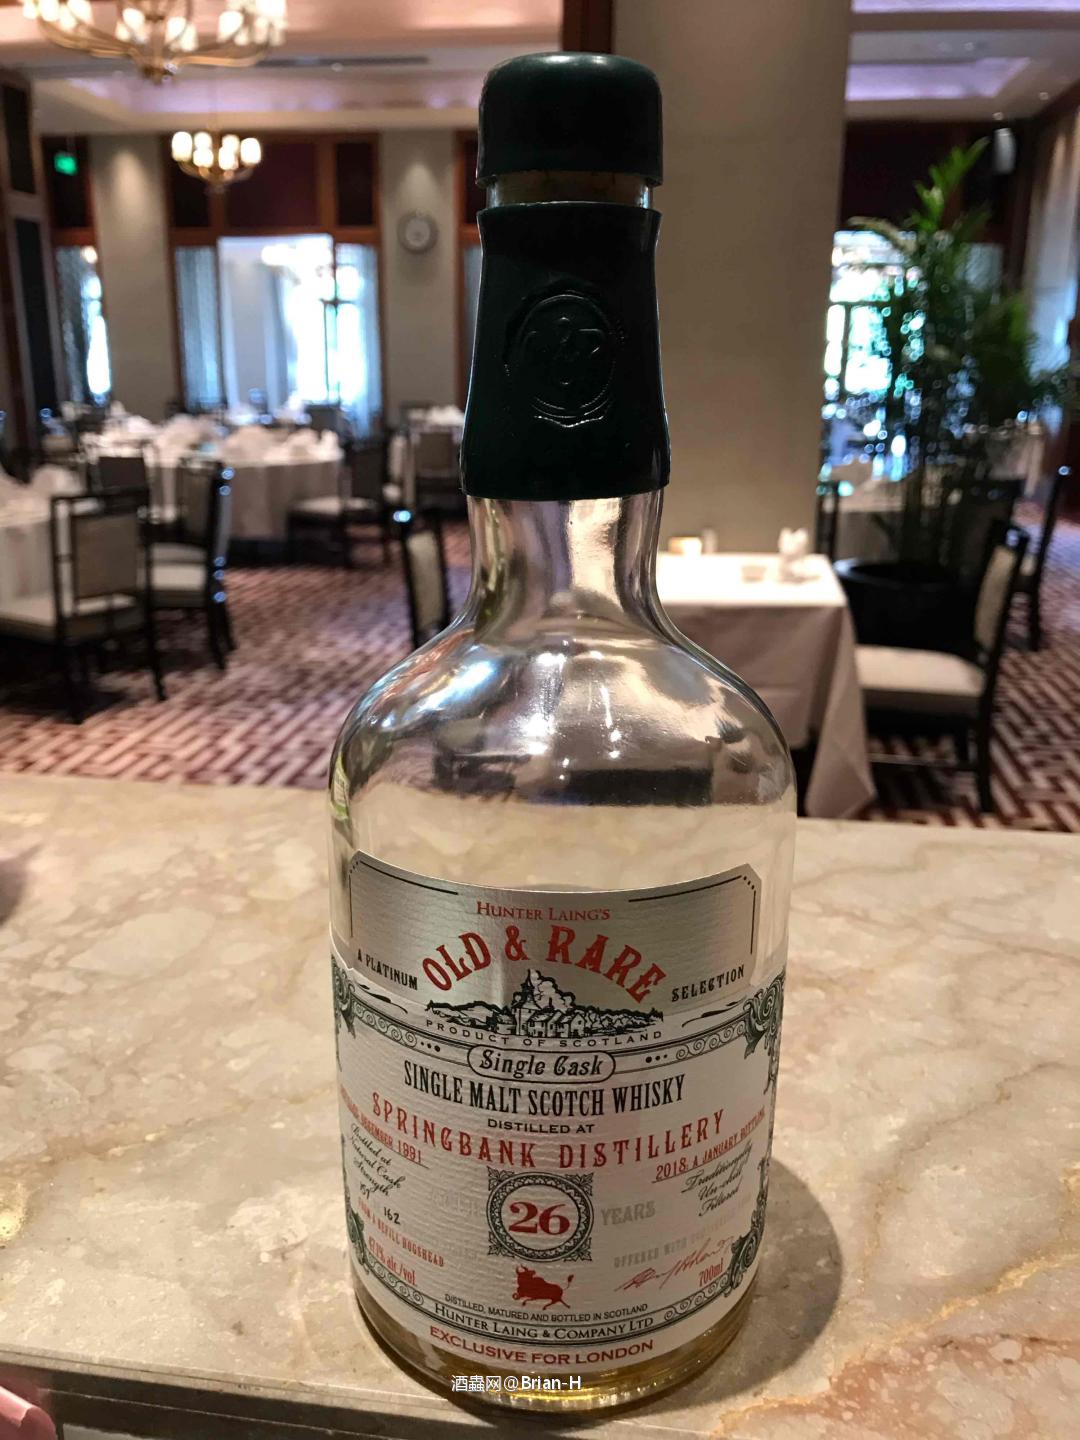 HUNTER LAING'S
OLD & RARE
A PLATINUM SELECTION
PRODUCT OF SCOTLAND
Single Cask
SINGLE MALT SCOTCH WHISKY
DISTILLED AT
SPRINGBANK DISTILLERY
DECEMBER 1991
2018: A JANUARY BOTTLING
Bottled at
Natural Cask
Strength
Traditionally
Un-chill
Filtered
162
26
YEARS
FROM A REFILL HOGSHEAD
OFFERED WITH
alc/vol.
700ml
DISTILLED, MATURED AND BOTTLED IN SCOTLAND
HUNTER LAING & COMPANY LTD
EXCLUSIVE FOR LONDON
酒蟲网@Brian-H